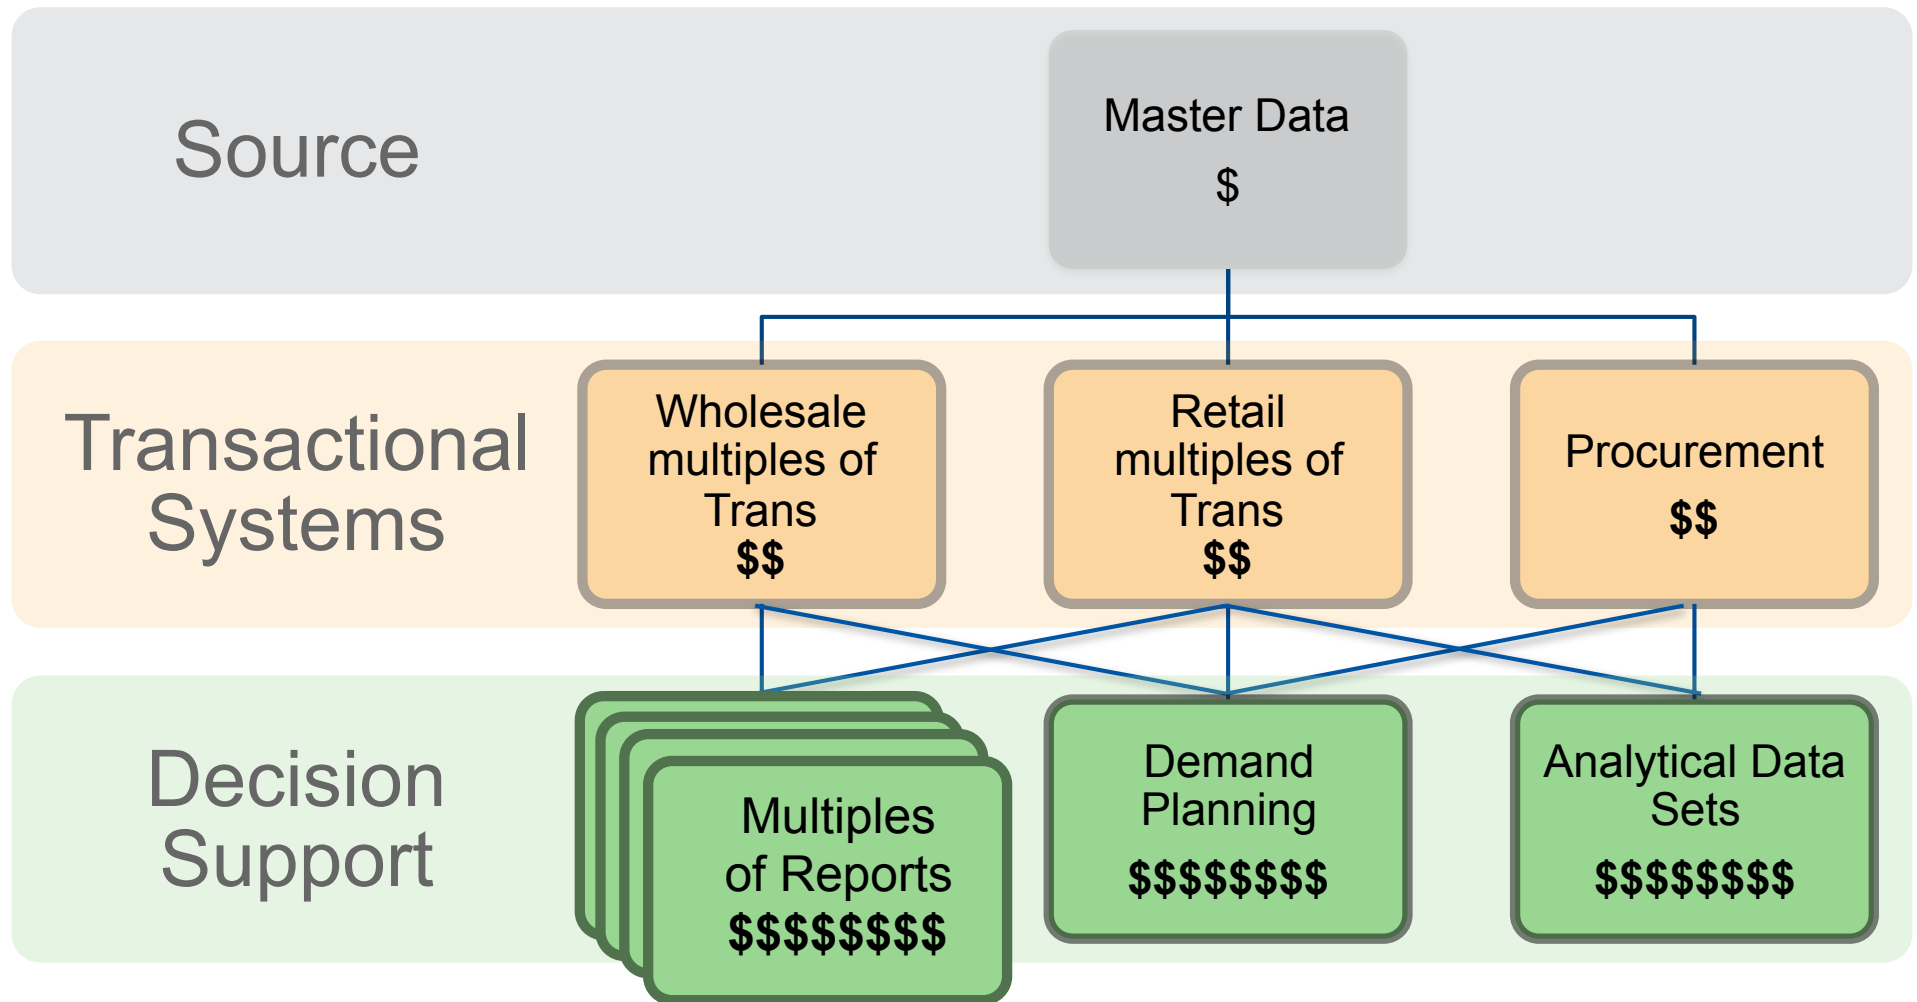 Source
Master Data
$
Transactional
Systems
Wholesale
multiples of
Trans
$$
Retail
multiples of
Trans
$$
Procurement
$$
Decision
Support
Multiples
of Reports
$$$$$$$$
Demand
Planning
$$$$$$$$
Analytical Data
Sets
$$$$$$$$